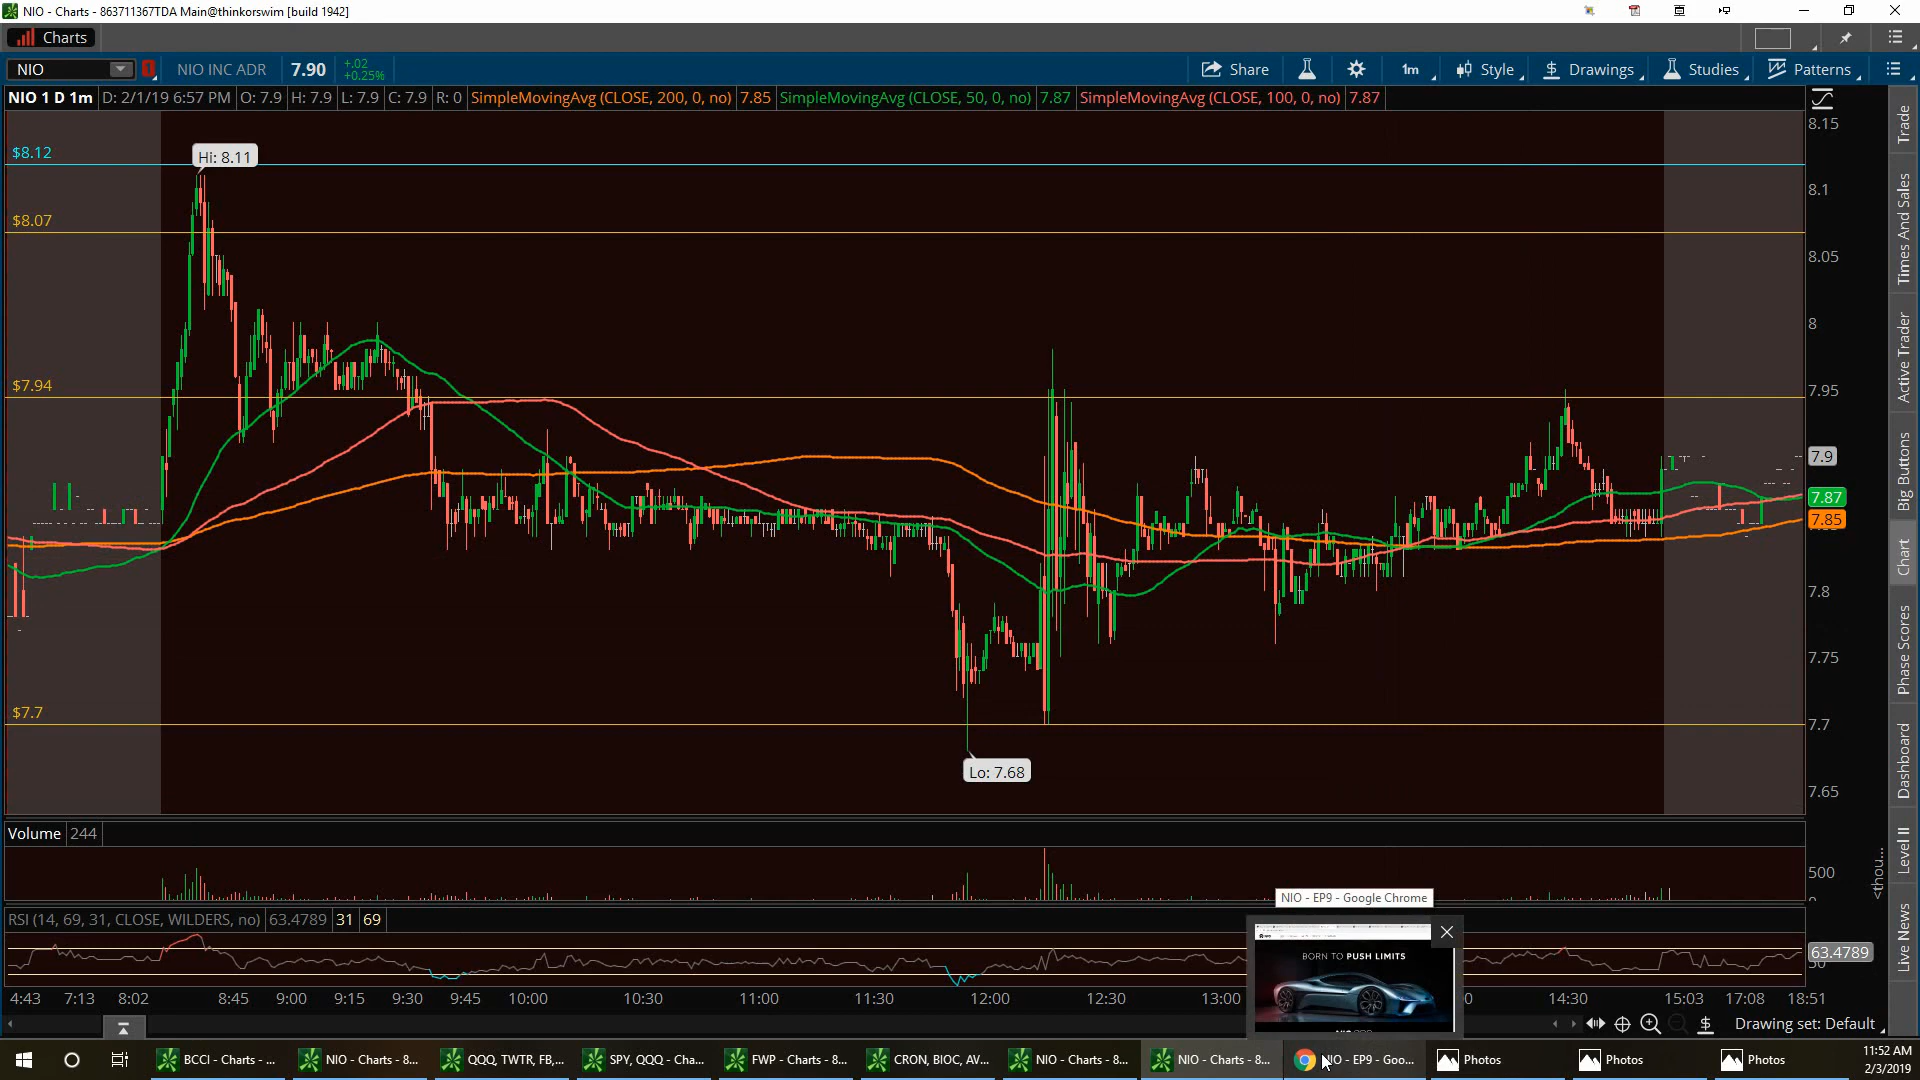 NIO - Charts - 863711367TDA Main@thinkorswim [build 1942]
Charts
NIO
1
NIO INC ADR
7.90
+.02
+0.25%
Share
1m
Style
Drawings
Studies
Patterns
NIO 1 D 1m
D: 2/1/19 6:57 PM
O: 7.9
H: 7.9
L: 7.9
C: 7.9
R: 0
SimpleMovingAvg (CLOSE, 200, 0, no)
7.85
SimpleMovingAvg (CLOSE, 50, 0, no)
7.87
SimpleMovingAvg (CLOSE, 100, 0, no)
7.87
$8.12
Hi: 8.11
$8.07
$7.94
$7.7
Lo: 7.68
8.15
8.1
8.05
8
7.95
7.9
7.87
7.85
7.8
7.75
7.7
7.65
Trade
Times And Sales
Active Trader
Big Buttons
Chart
Phase Scores
Dashboard
Level II
Live News
Volume
244
500
<thou...
RSI (14, 69, 31, CLOSE, WILDERS, no)
63.4789
31
69
63.4789
NIO - EP9 - Google Chrome
BORN TO PUSH LIMITS
4:43
7:13
8:02
8:45
9:00
9:15
9:30
9:45
10:00
10:30
11:00
11:30
12:00
12:30
13:00
14:30
15:03
17:08
18:51
Drawing set: Default
BCCI - Charts - ...
NIO - Charts - 8...
QQQ, TWTR, FB,...
SPY, QQQ - Cha...
FWP - Charts - 8...
CRON, BIOC, AV...
NIO - Charts - 8...
NIO - Charts - 8...
NIO - EP9 - Goo...
Photos
Photos
Photos
11:52 AM
2/3/2019